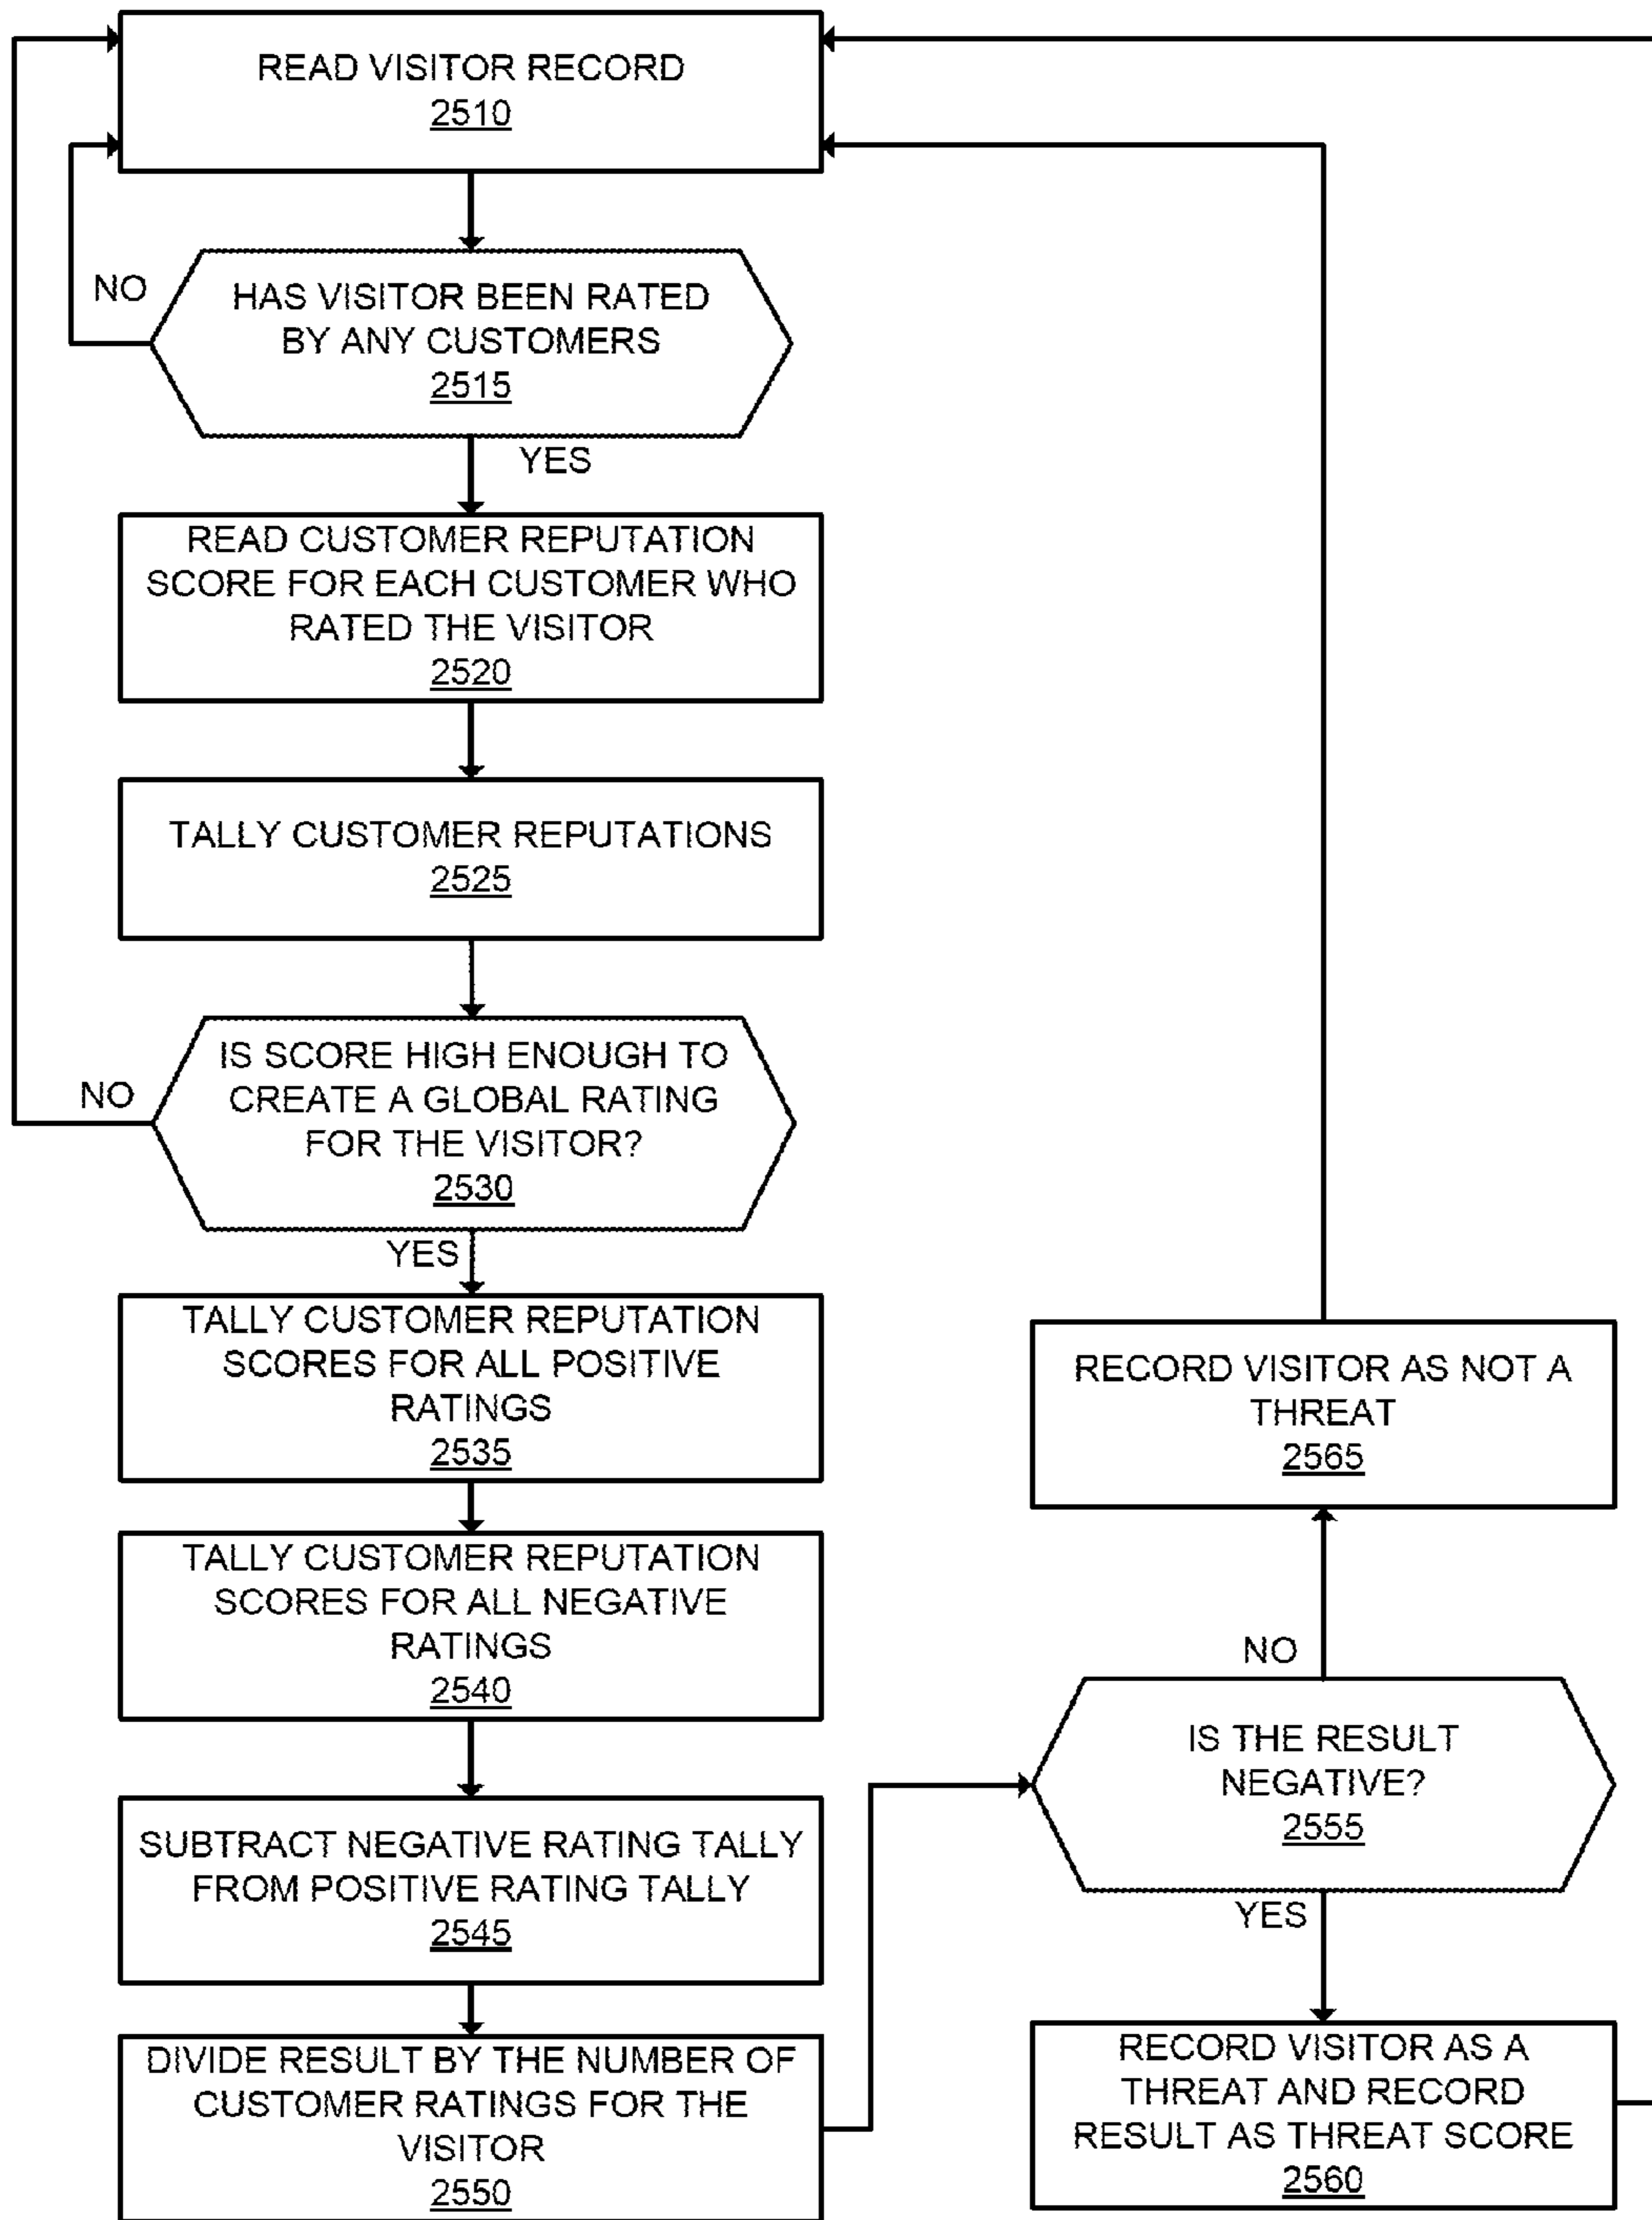 READ VISITOR RECORD
2510
NO
HAS VISITOR BEEN RATED
BY ANY CUSTOMERS
2515
YES
READ CUSTOMER REPUTATION
SCORE FOR EACH CUSTOMER WHO
RATED THE VISITOR
2520
TALLY CUSTOMER REPUTATIONS
2525
IS SCORE HIGH ENOUGH TO
CREATE A GLOBAL RATING
FOR THE VISITOR?
2530
NO
YES
TALLY CUSTOMER REPUTATION
SCORES FOR ALL POSITIVE
RATINGS
2535
TALLY CUSTOMER REPUTATION
SCORES FOR ALL NEGATIVE
RATINGS
2540
SUBTRACT NEGATIVE RATING TALLY
FROM POSITIVE RATING TALLY
2545
DIVIDE RESULT BY THE NUMBER OF
CUSTOMER RATINGS FOR THE
VISITOR
2550
RECORD VISITOR AS NOT A
THREAT
2565
NO
IS THE RESULT
NEGATIVE?
2555
YES
RECORD VISITOR AS A
THREAT AND RECORD
RESULT AS THREAT SCORE
2560